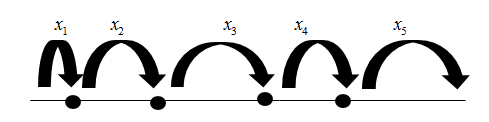 x₁ x₂ x₃ x₄ x₅